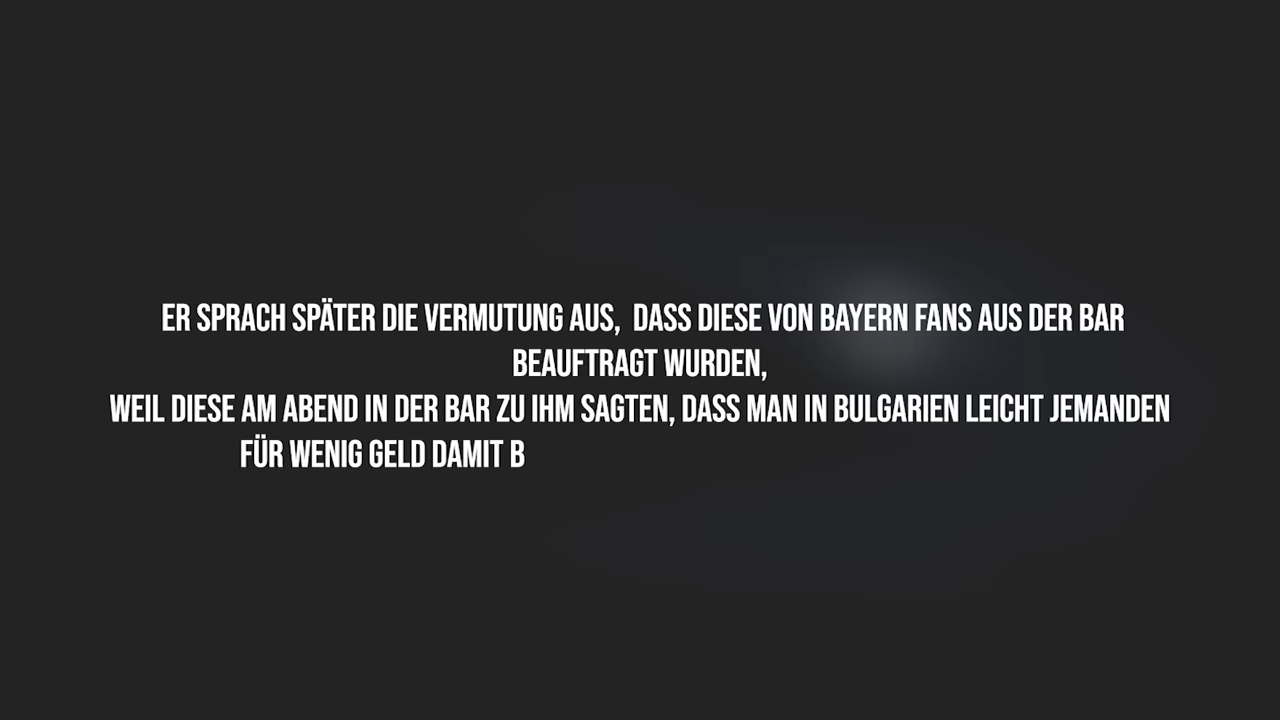 ER SPRACH SPÄTER DIE VERMUTUNG AUS,  DASS DIESE VON BAYERN FANS AUS DER BAR
BEAUFTRAGT WURDEN,
WEIL DIESE AM ABEND IN DER BAR ZU IHM SAGTEN, DASS MAN IN BULGARIEN LEICHT JEMANDEN
FÜR WENIG GELD DAMIT B